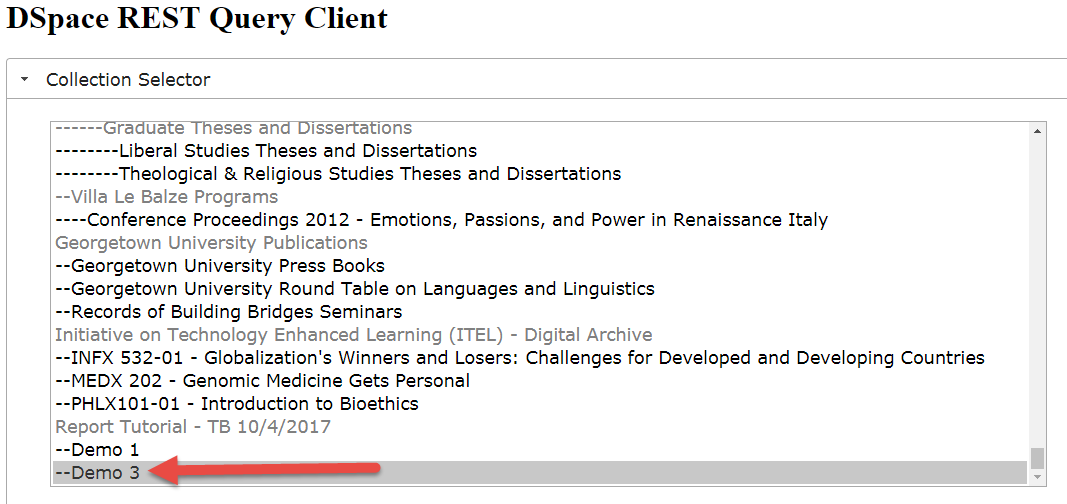 DSpace REST Query Client
Collection Selector
------Graduate Theses and Dissertations
--------Liberal Studies Theses and Dissertations
--------Theological & Religious Studies Theses and Dissertations
--Villa Le Balze Programs
----Conference Proceedings 2012 - Emotions, Passions, and Power in Renaissance Italy
Georgetown University Publications
--Georgetown University Press Books
--Georgetown University Round Table on Languages and Linguistics
--Records of Building Bridges Seminars
Initiative on Technology Enhanced Learning (ITEL) - Digital Archive
--INFX 532-01 - Globalization's Winners and Losers: Challenges for Developed and Developing Countries
--MEDX 202 - Genomic Medicine Gets Personal
--PHLX101-01 - Introduction to Bioethics
Report Tutorial - TB 10/4/2017
--Demo 1
--Demo 3